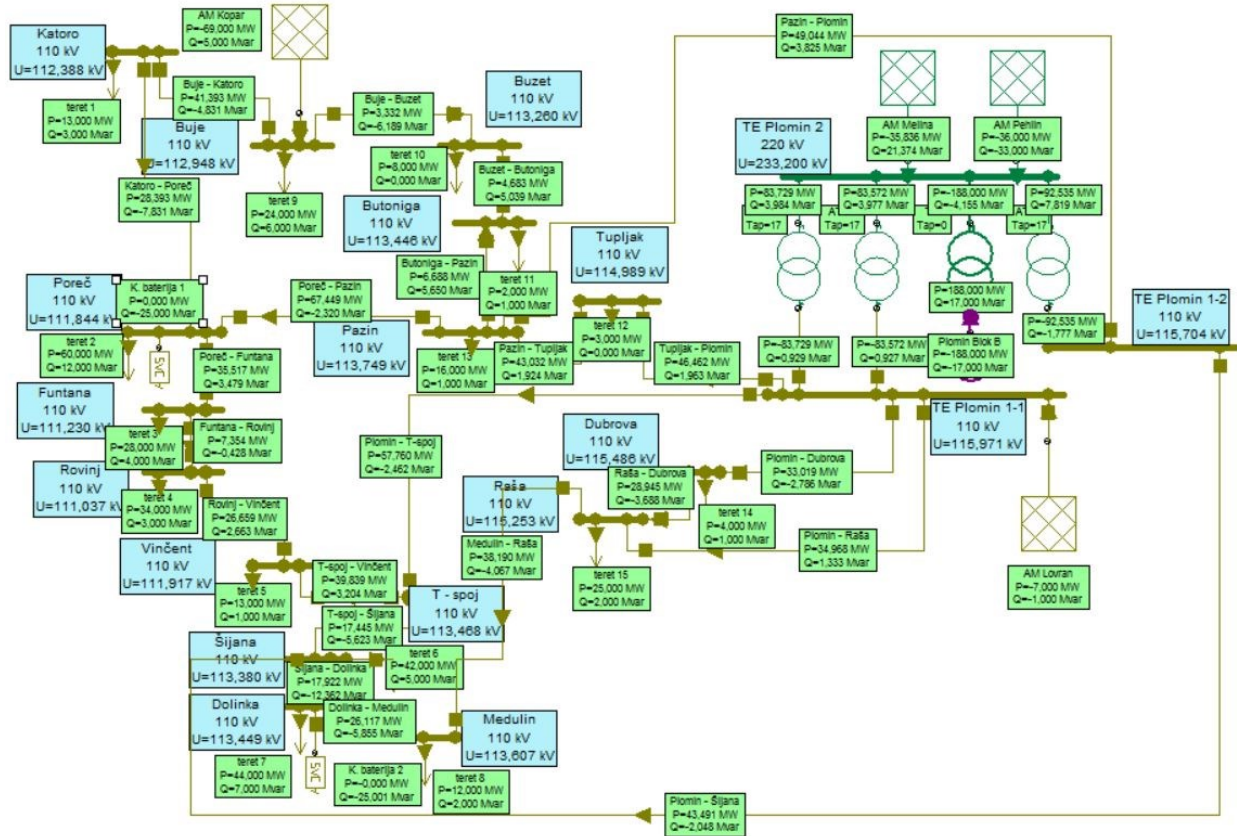 AM Kopar
P=-69,000 MW
Q=5,000 Mvar
Katoro
110 kV
U=112,388 kV
Buje - Katoro
P=41,393 MW
Q=-4,831 Mvar
teret 1
P=13,000 MW
Q=3,000 Mvar
Buje
110 kV
U=112,948 kV
Buje - Buzet
P=3,332 MW
Q=-6,189 Mvar
Buzet
110 kV
U=113,260 kV
Pazin - Plomin
P=49,044 MW
Q=3,825 Mvar
teret 10
P=8,000 MW
Q=0,000 Mvar
Buzet - Butoniga
P=4,683 MW
Q=5,039 Mvar
Katoro - Poreč
P=28,393 MW
Q=-7,831 Mvar
teret 9
P=24,000 MW
Q=6,000 Mvar
Butoniga
110 kV
U=113,446 kV
TE Plomin 2
220 kV
U=233,200 kV
AM Melina
P=-35,836 MW
Q=21,374 Mvar
AM Pehlin
P=-36,000 MW
Q=-33,000 Mvar
P=83,729 MW
Q=3,984 Mvar
P=83,572 MW
Q=3,977 Mvar
P=-188,000 MW
Q=-4,155 Mvar
P=92,535 MW
Q=7,819 Mvar
Tap=17
Tap=17
Tap=0
Tap=17
Tupljak
110 kV
U=114,989 kV
Butoniga - Pazin
P=6,688 MW
Q=5,650 Mvar
teret 11
P=2,000 MW
Q=1,000 Mvar
Poreč
110 kV
U=111,844 kV
K. baterija 1
P=0,000 MW
Q=-25,000 Mvar
Poreč - Pazin
P=67,449 MW
Q=-2,320 Mvar
P=188,000 MW
Q=17,000 Mvar
TE Plomin 1-2
110 kV
U=115,704 kV
teret 2
P=60,000 MW
Q=12,000 Mvar
SVC
Poreč - Funtana
P=35,517 MW
Q=3,479 Mvar
Pazin
110 kV
U=113,749 kV
teret 13
P=16,000 MW
Q=1,000 Mvar
Pazin - Tupljak
P=43,032 MW
Q=1,924 Mvar
teret 12
P=3,000 MW
Q=0,000 Mvar
Tupljak - Plomin
P=46,462 MW
Q=1,963 Mvar
P=-83,729 MW
Q=0,929 Mvar
P=-83,572 MW
Q=0,927 Mvar
Plomin Blok B
P=-188,000 MW
Q=-17,000 Mvar
P=-92,535 MW
Q=-1,777 Mvar
Funtana
110 kV
U=111,230 kV
teret 3
P=28,000 MW
Q=4,000 Mvar
Funtana - Rovinj
P=7,354 MW
Q=-0,428 Mvar
Plomin - T-spoj
P=57,760 MW
Q=-2,462 Mvar
Dubrova
110 kV
U=115,486 kV
TE Plomin 1-1
110 kV
U=115,971 kV
Rovinj
110 kV
U=111,037 kV
teret 4
P=34,000 MW
Q=3,000 Mvar
Rovinj - Vinčent
P=26,659 MW
Q=2,663 Mvar
Raša
110 kV
U=115,253 kV
Raša - Dubrova
P=28,945 MW
Q=-3,688 Mvar
Plomin - Dubrova
P=33,019 MW
Q=-2,786 Mvar
teret 14
P=4,000 MW
Q=1,000 Mvar
Vinčent
110 kV
U=111,917 kV
T-spoj - Vinčent
P=39,839 MW
Q=3,204 Mvar
Medulin - Raša
P=38,190 MW
Q=-4,067 Mvar
Plomin - Raša
P=34,968 MW
Q=1,333 Mvar
teret 5
P=13,000 MW
Q=1,000 Mvar
T - spoj
110 kV
U=113,468 kV
teret 15
P=25,000 MW
Q=2,000 Mvar
AM Lovran
P=-7,000 MW
Q=-1,000 Mvar
T-spoj - Šijana
P=17,445 MW
Q=-5,623 Mvar
Šijana
110 kV
U=113,380 kV
teret 6
P=42,000 MW
Q=5,000 Mvar
Šijana - Dolinka
P=17,922 MW
Q=-12,362 Mvar
Dolinka
110 kV
U=113,449 kV
Dolinka - Medulin
P=26,117 MW
Q=-5,855 Mvar
Medulin
110 kV
U=113,607 kV
teret 7
P=44,000 MW
Q=7,000 Mvar
SVC
K. baterija 2
P=-0,000 MW
Q=-25,001 Mvar
teret 8
P=12,000 MW
Q=2,000 Mvar
Plomin - Šijana
P=43,491 MW
Q=-2,048 Mvar